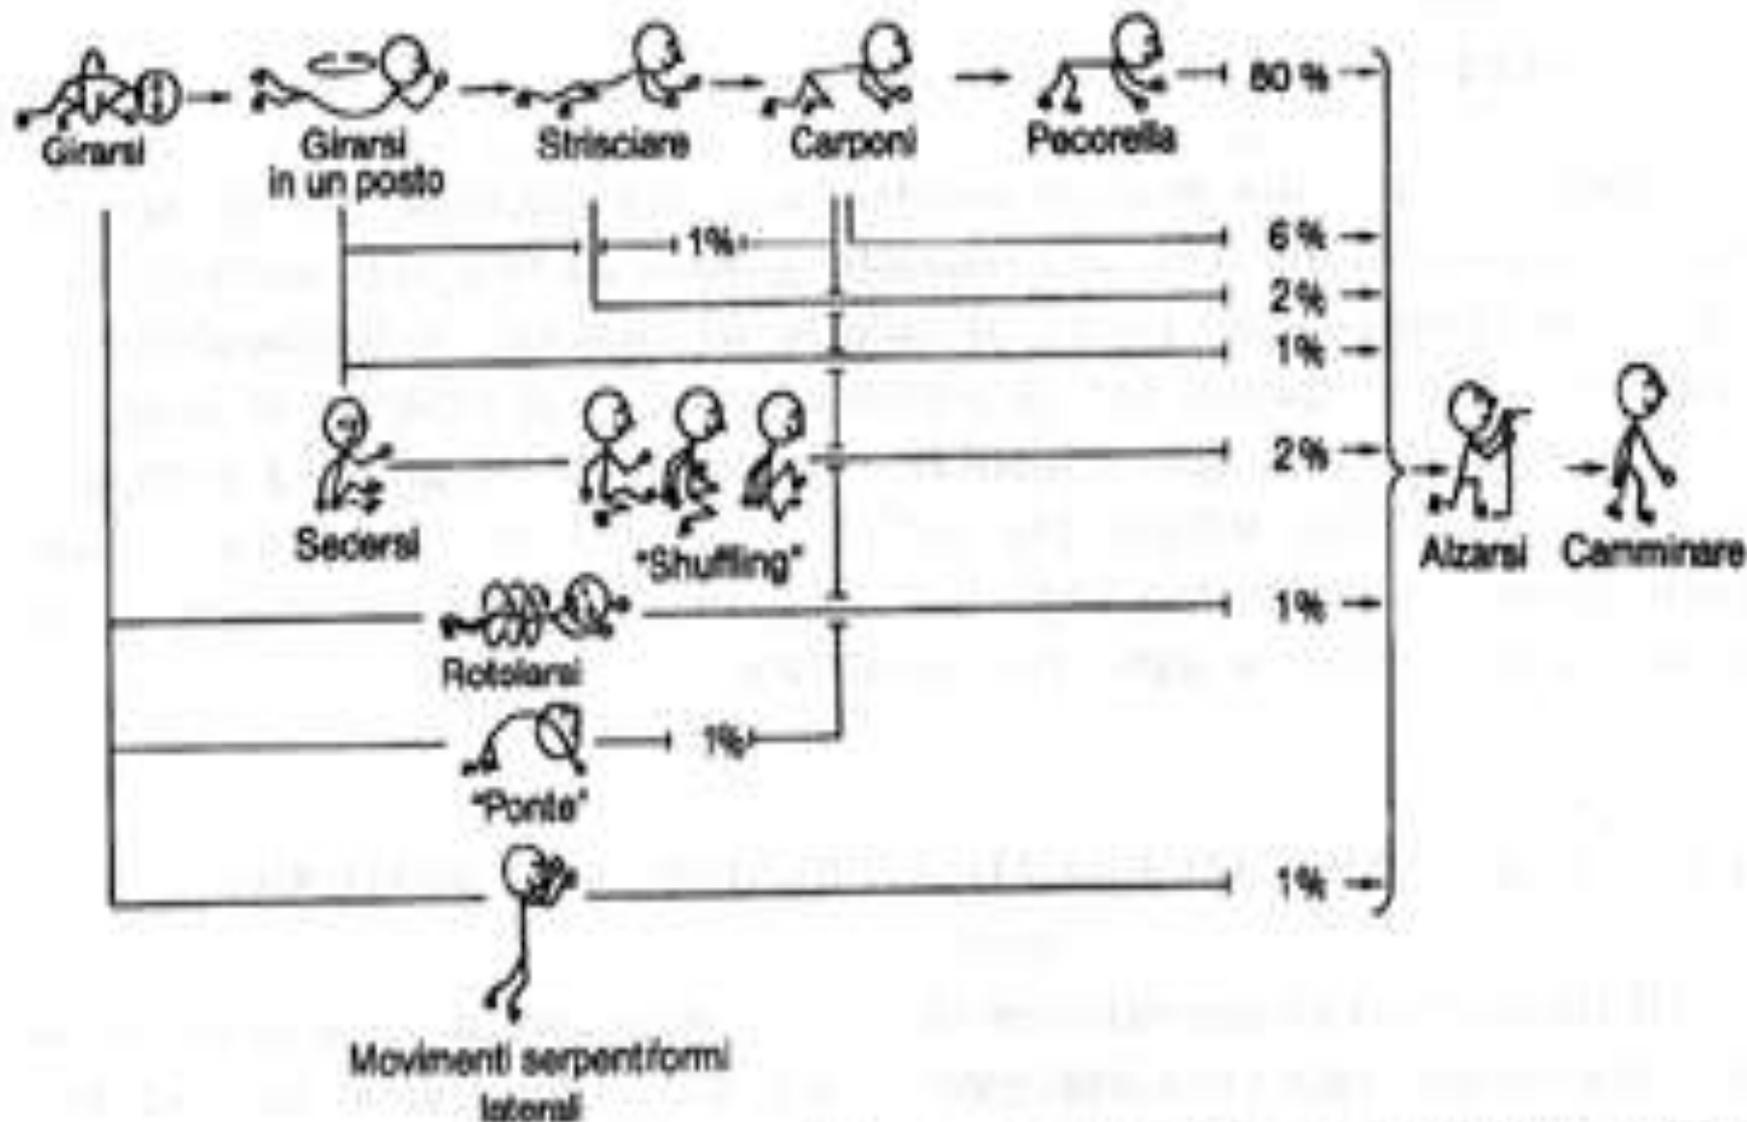 Girarsi
Girarsi
in un posto
Strisciare
Carponi
Pecorella
80%
1%
6%
2%
1%
2%
Sedersi
"Shuffling"
Alzarsi
Camminare
1%
Rotolarsi
1%
"Ponte"
1%
Movimenti serpentiformi
laterali